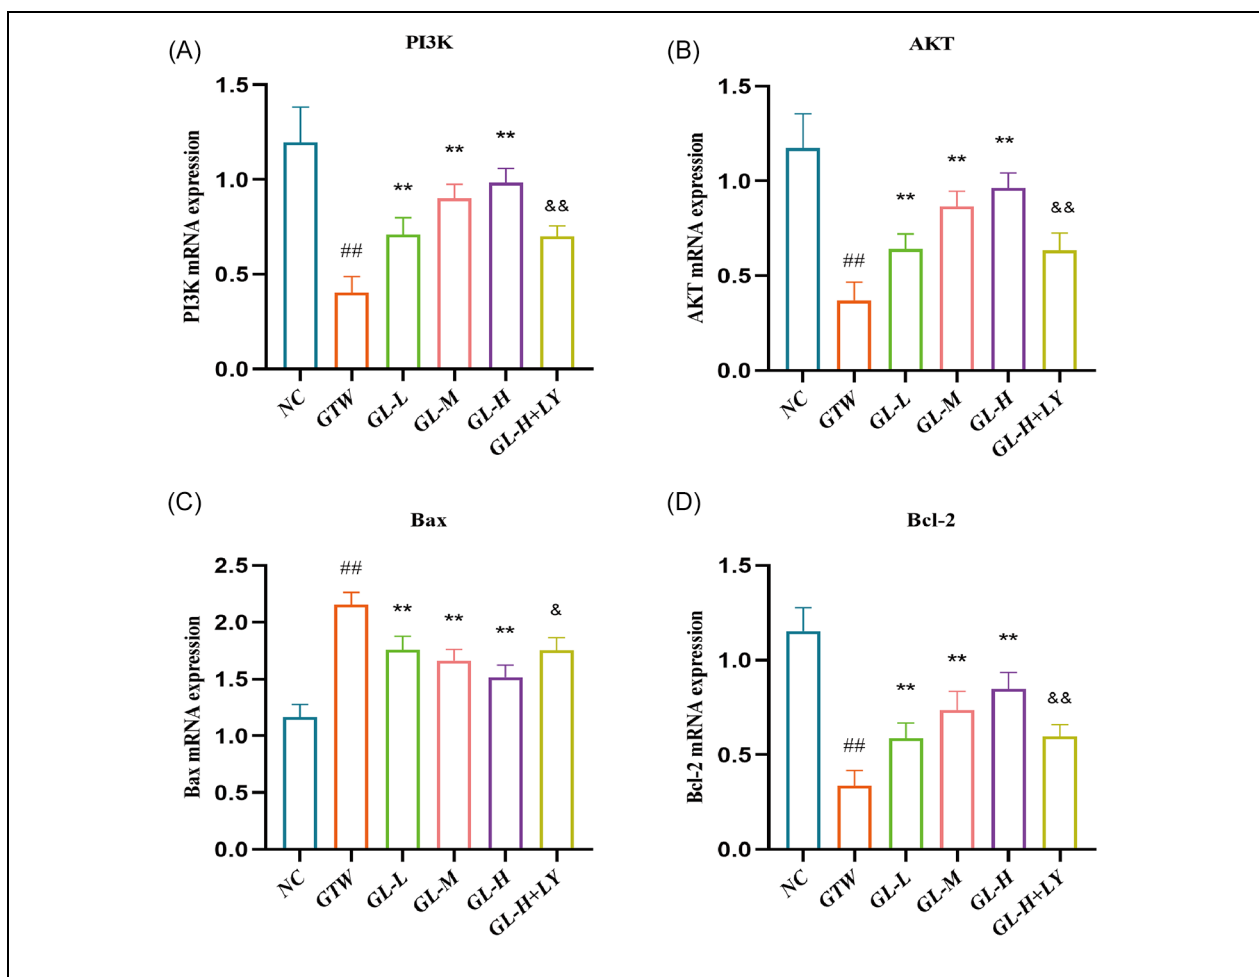 (A)
PI3K
PI3K mRNA expression
1.5
1.0
0.5
0.0
##
**
**
**
&&
NC
GTW
GL-L
GL-M
GL-H
GL-H+LY
(B)
AKT
AKT mRNA expression
1.5
1.0
0.5
0.0
##
**
**
**
&&
NC
GTW
GL-L
GL-M
GL-H
GL-H+LY
(C)
Bax
Bax mRNA expression
2.5
2.0
1.5
1.0
0.5
0.0
##
**
**
**
&
NC
GTW
GL-L
GL-M
GL-H
GL-H+LY
(D)
Bcl-2
Bcl-2 mRNA expression
1.5
1.0
0.5
0.0
##
**
**
**
&&
NC
GTW
GL-L
GL-M
GL-H
GL-H+LY